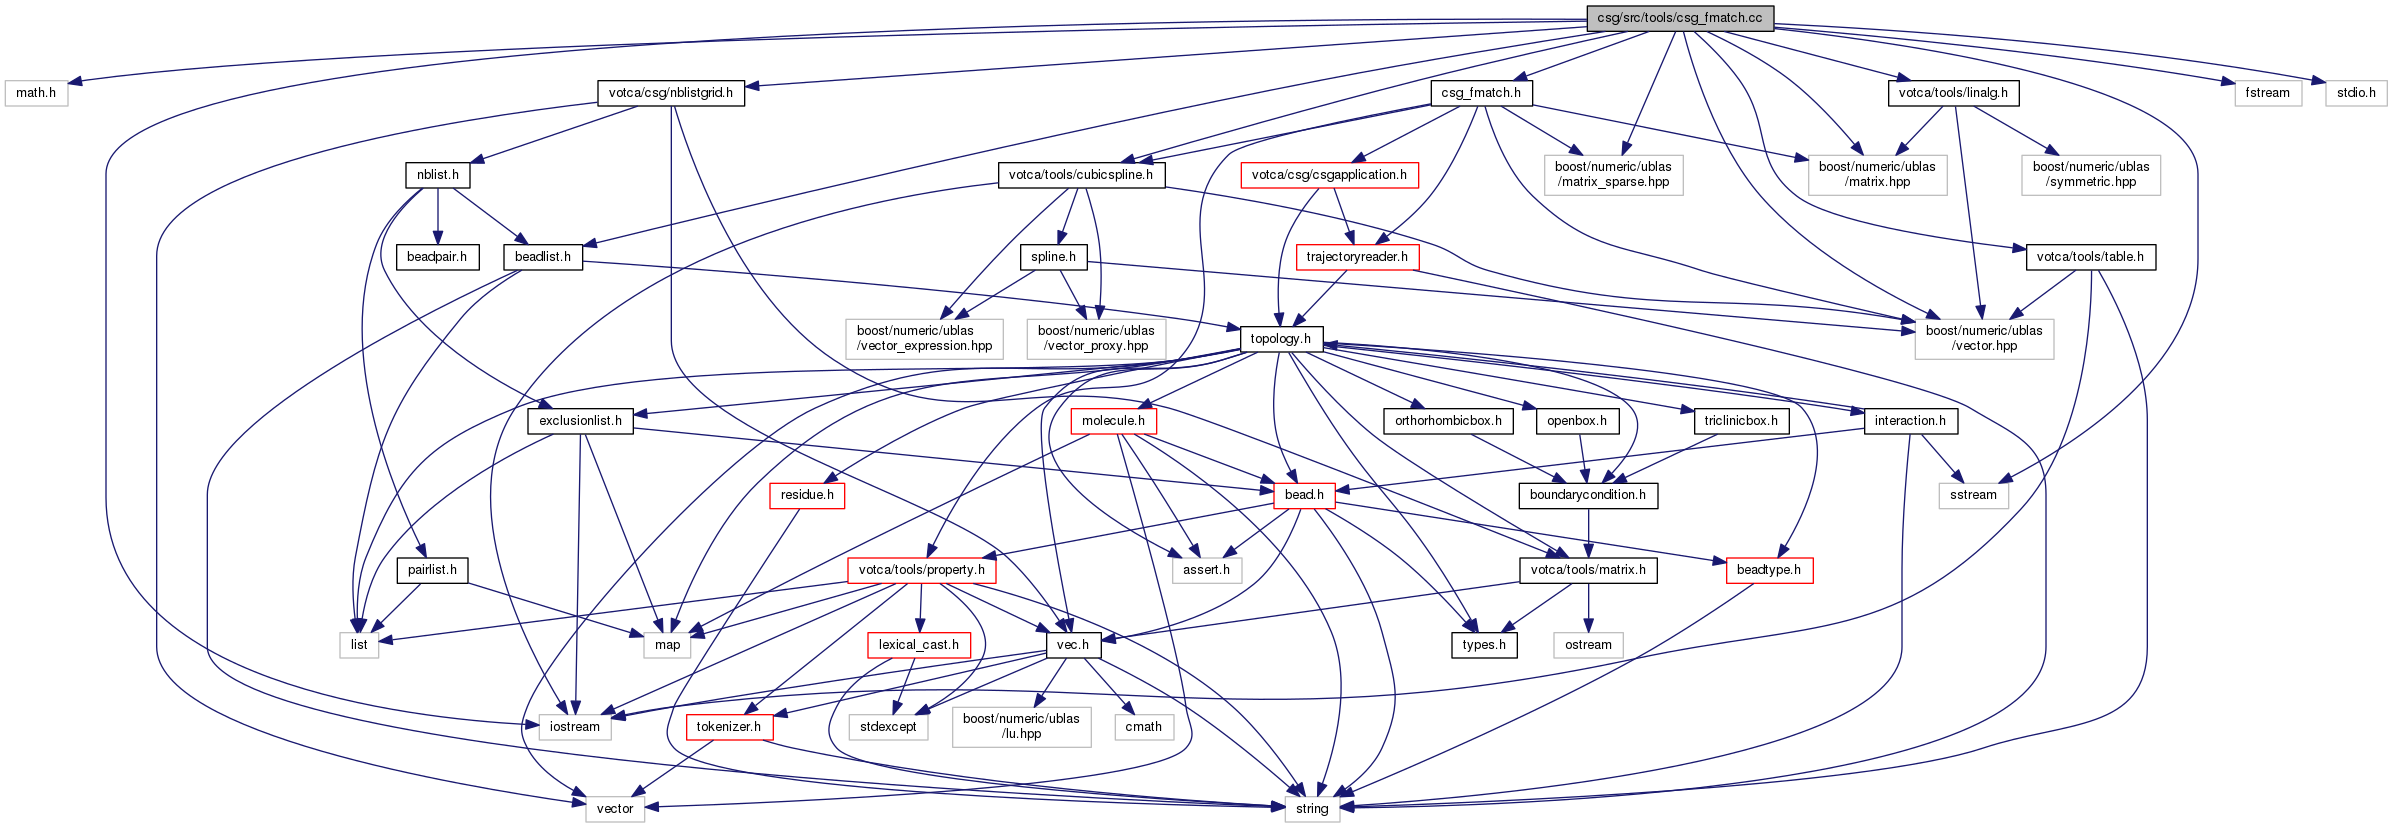 csg/src/tools/csg_fmatch.cc
math.h
votca/csg/nblistgrid.h
csg_fmatch.h
votca/tools/linalg.h
fstream
stdio.h
nblist.h
votca/tools/cubicspline.h
votca/csg/csgapplication.h
boost/numeric/ublas
/matrix_sparse.hpp
boost/numeric/ublas
/matrix.hpp
boost/numeric/ublas
/symmetric.hpp
beadpair.h
beadlist.h
spline.h
trajectoryreader.h
votca/tools/table.h
boost/numeric/ublas
/vector_expression.hpp
boost/numeric/ublas
/vector_proxy.hpp
topology.h
boost/numeric/ublas
/vector.hpp
exclusionlist.h
molecule.h
orthorhombicbox.h
openbox.h
triclinicbox.h
interaction.h
residue.h
bead.h
boundarycondition.h
sstream
pairlist.h
votca/tools/property.h
assert.h
votca/tools/matrix.h
beadtype.h
list
map
lexical_cast.h
vec.h
types.h
ostream
iostream
tokenizer.h
stdexcept
boost/numeric/ublas
/lu.hpp
cmath
vector
string